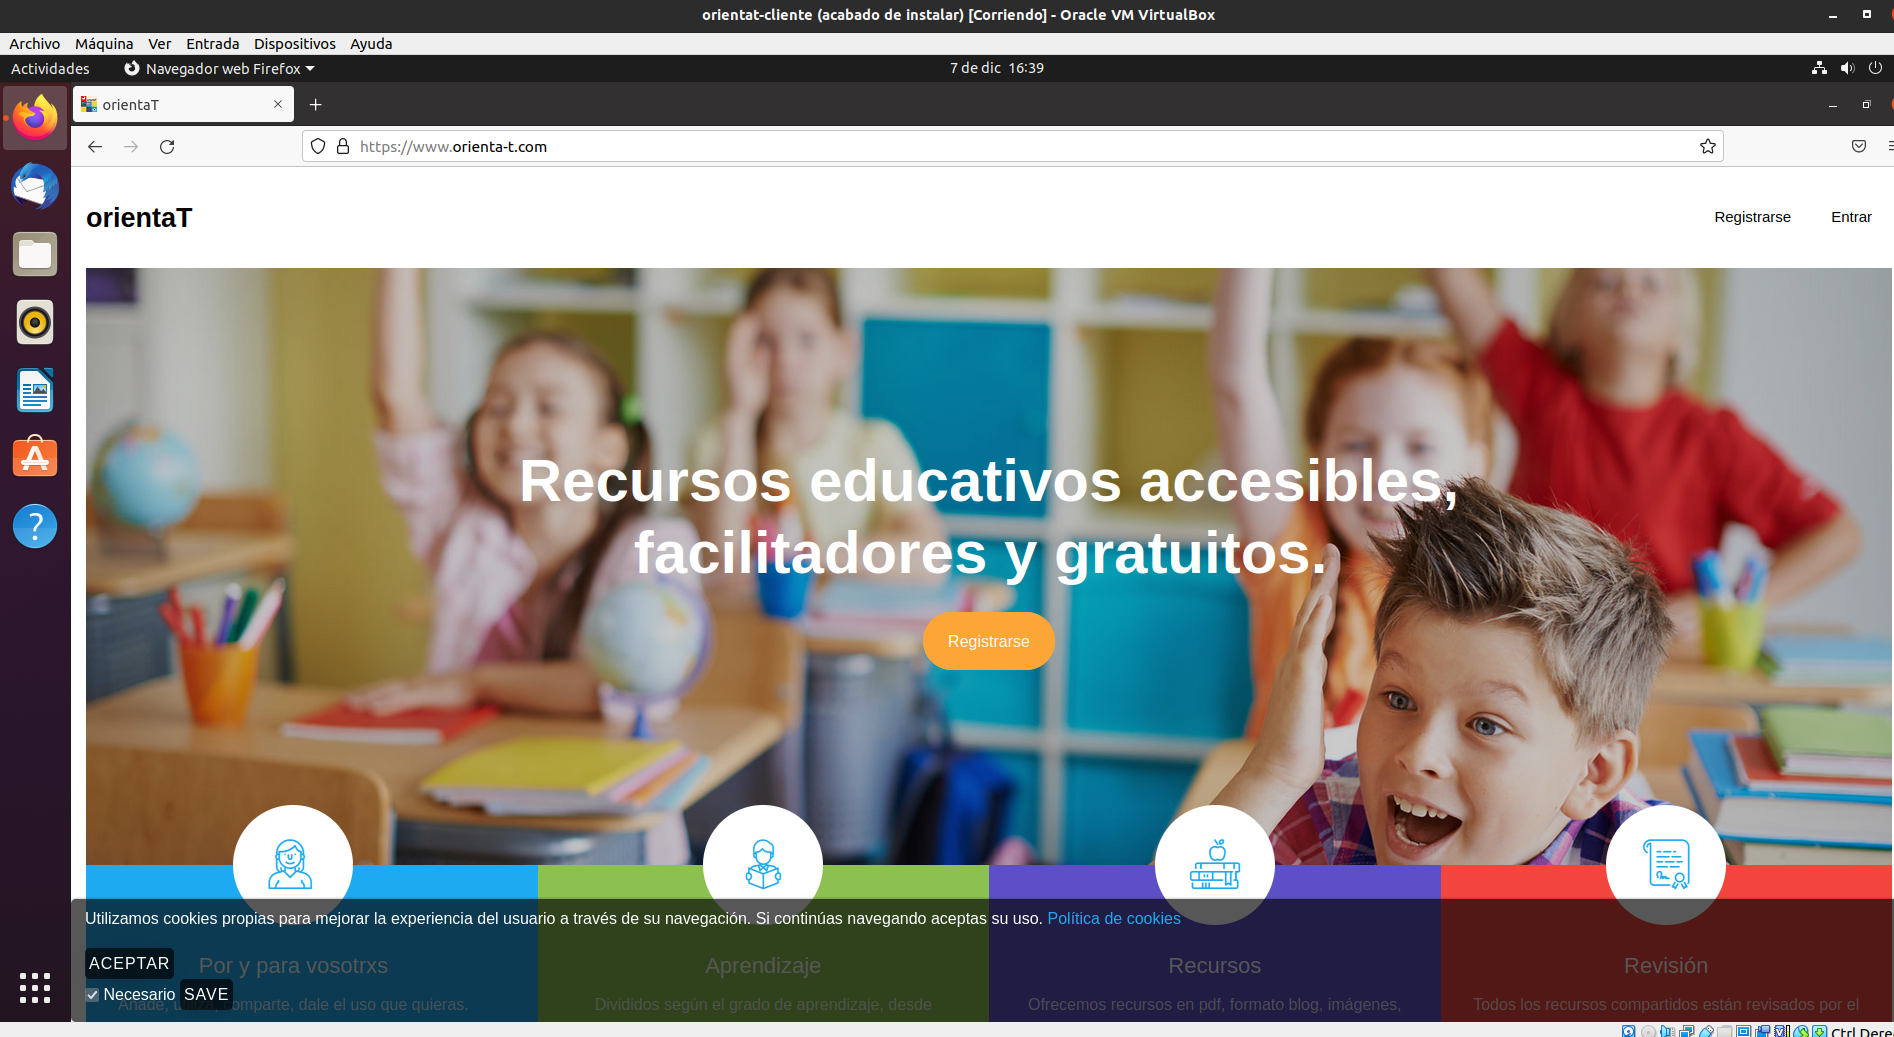 orientat-cliente (acabado de instalar) [Corriendo] - Oracle VM VirtualBox
Archivo Máquina Ver Entrada Dispositivos Ayuda
Actividades Navegador web Firefox 7 de dic 16:39
orientaT
https://www.orienta-t.com
orientaT Registrarse Entrar
Recursos educativos accesibles,
facilitadores y gratuitos.
Registrarse
Utilizamos cookies propias para mejorar la experiencia del usuario a través de su navegación. Si continúas navegando aceptas su uso. Política de cookies
ACEPTAR
Por y para vosotrxs Aprendizaje Recursos Revisión
Necesario SAVE
comparte, dale el uso que quieras. Divididos según el grado de aprendizaje, desde Ofrecemos recursos en pdf, formato blog, imágenes, Todos los recursos compartidos están revisados por el
Ctrl Dere